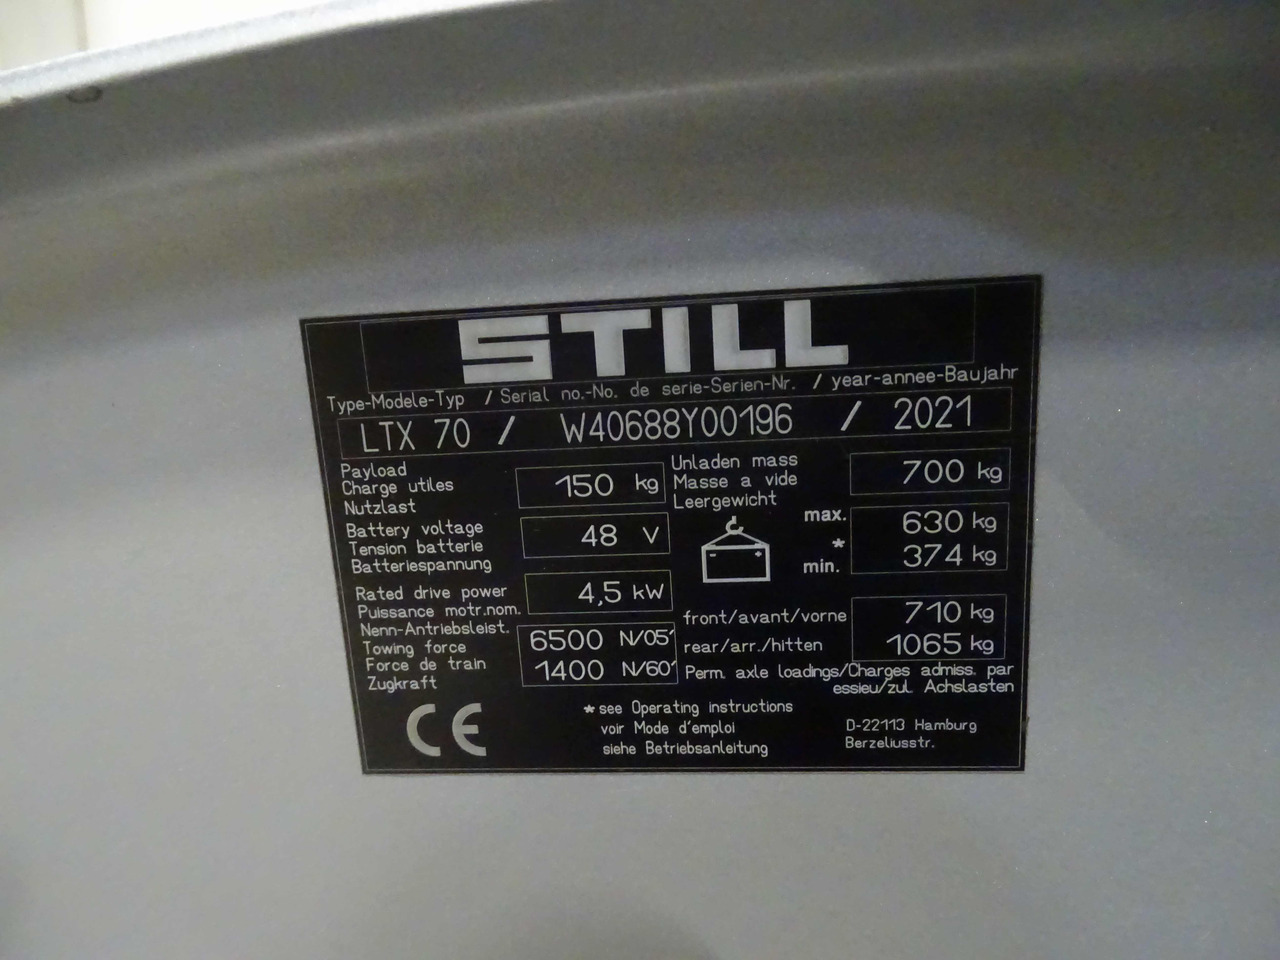 STILL
Type-Modele-Typ / Serial no.-No. de serie-Serien-Nr. / year-annee-Baujahr
LTX 70 / W40688Y00196 / 2021
Payload
Charge utiles
Nutzlast
150 kg
Unladen mass
Masse a vide
Leergewicht
700 kg
Battery voltage
Tension batterie
Batteriespannung
48 V
- +
max. 630 kg
*
min. 374 kg
Rated drive power
Puissance motr.nom.
Nenn-Antriebsleist.
4,5 kW
front/avant/vorne 710 kg
rear/arr./hitten 1065 kg
Towing force
Force de train
Zugkraft
6500 N/05'
1400 N/60'
Perm. axle loadings/Charges admiss. par
essieu/zul. Achslasten
CE
* see Operating instructions
voir Mode d'emploi
siehe Betriebsanleitung
D-22113 Hamburg
Berzeliusstr.